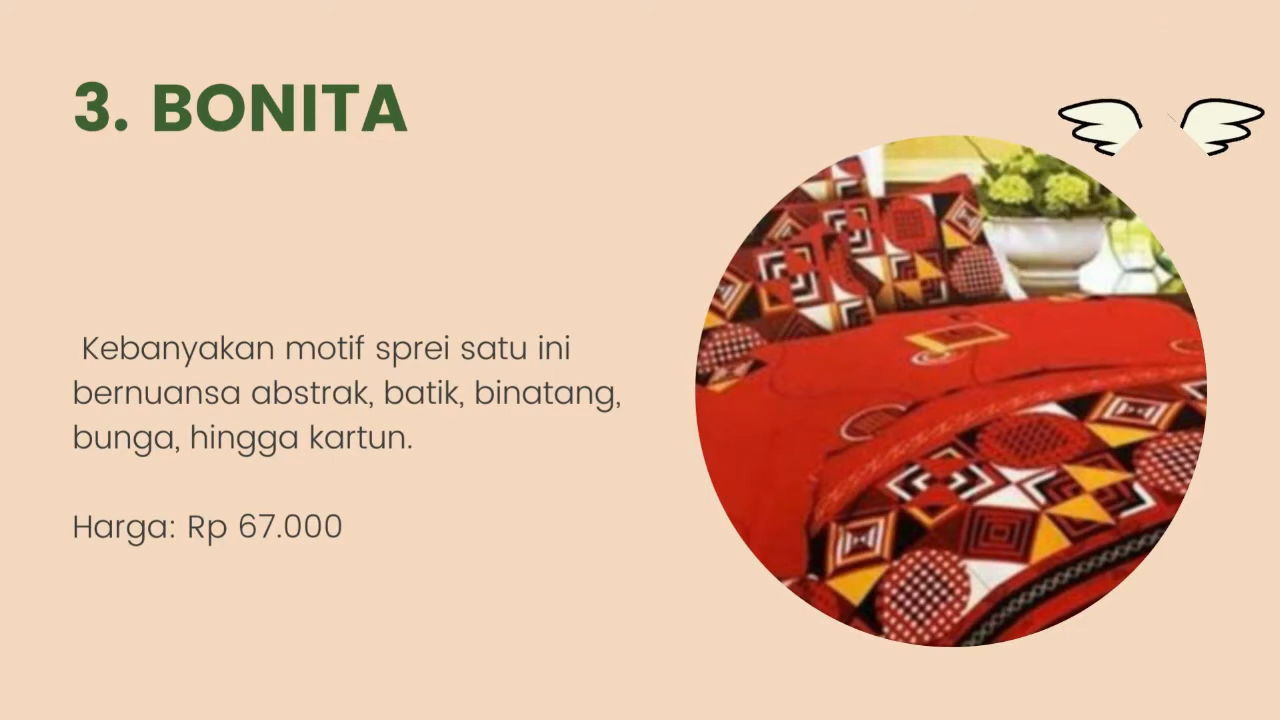 3. BONITA
Kebanyakan motif sprei satu ini
bernuansa abstrak, batik, binatang,
bunga, hingga kartun.
Harga: Rp 67.000